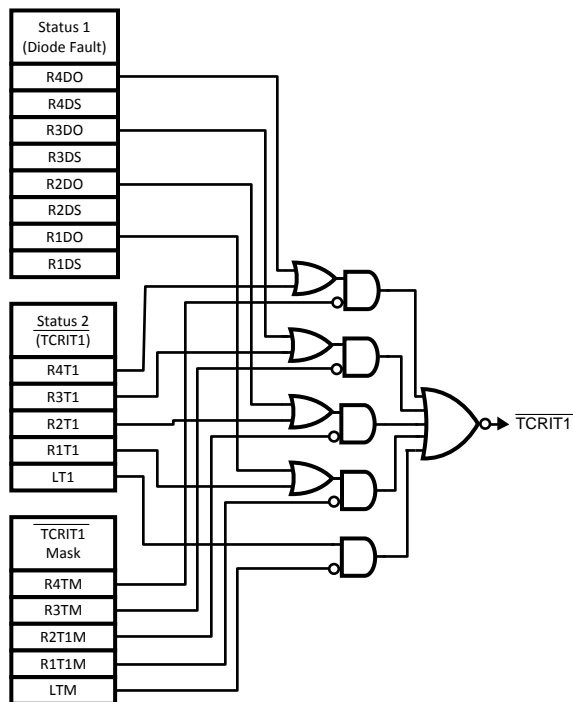 Status 1
(Diode Fault)
R4DO
R4DS
R3DO
R3DS
R2DO
R2DS
R1DO
R1DS
Status 2
(TCRIT1)
R4T1
R3T1
R2T1
R1T1
LT1
TCRIT1
Mask
R4TM
R3TM
R2T1M
R1T1M
LTM
TCRIT1